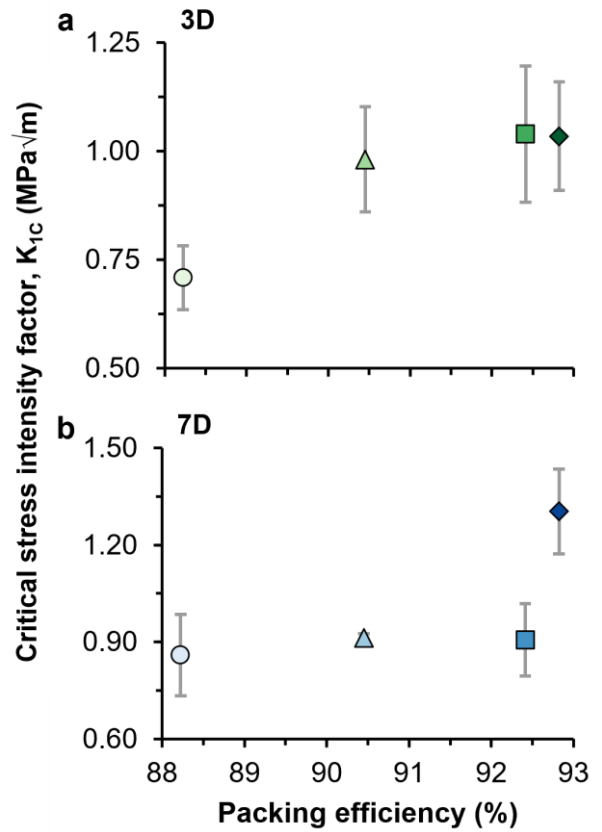 a 3D
1.25
1.00
0.75
0.50
Critical stress intensity factor, K1C (MPa√m)
b 7D
1.50
1.20
0.90
0.60
88 89 90 91 92 93
Packing efficiency (%)